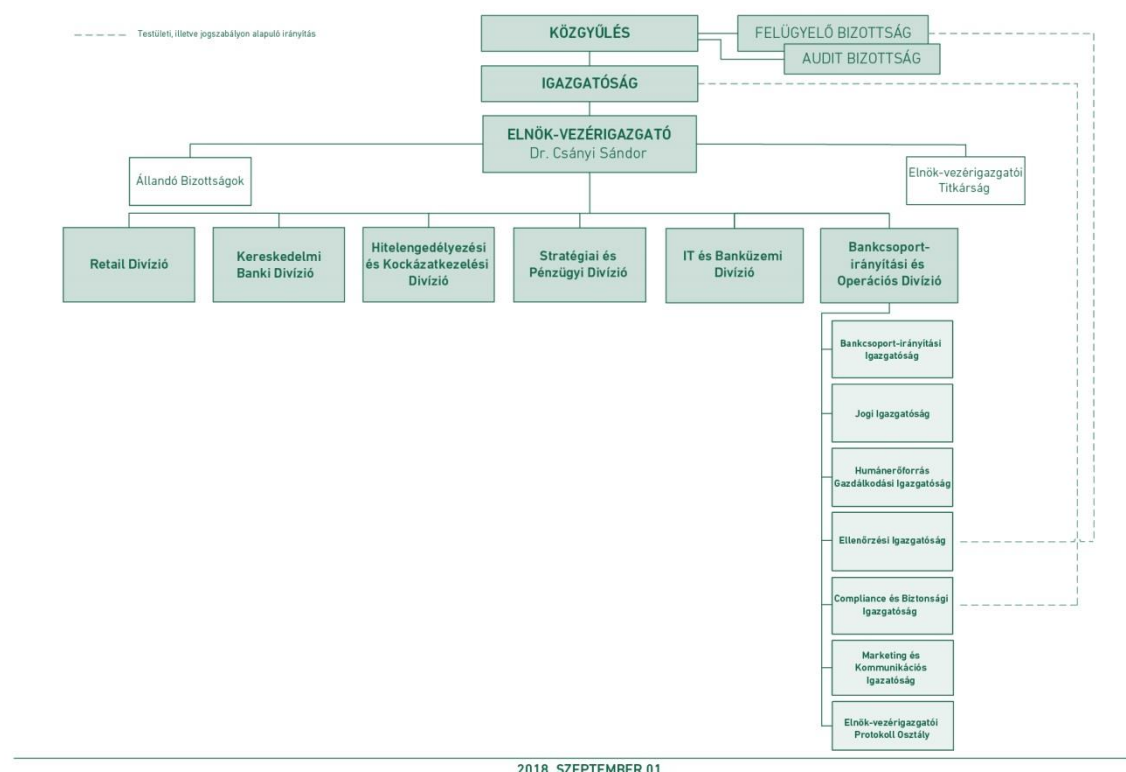 Testületi, illetve jogszabályon alapuló irányítás
KÖZGYŰLÉS
FELÜGYELŐ BIZOTTSÁG
AUDIT BIZOTTSÁG
IGAZGATÓSÁG
ELNÖK-VEZÉRIGAZGATÓ
Dr. Csányi Sándor
Állandó Bizottságok
Elnök-vezérigazgatói
Titkárság
Retail Divízió
Kereskedelmi
Banki Divízió
Hitelengedélyezési
és Kockázatkezelési
Divízió
Stratégiai és
Pénzügyi Divízió
IT és Banküzemi
Divízió
Bankcsoport-
irányítási és
Operációs Divízió
Bankcsoport-irányítási
Igazgatóság
Jogi Igazgatóság
Humánerőforrás
Gazdálkodási Igazgatóság
Ellenőrzési Igazgatóság
Compliance és Biztonsági
Igazgatóság
Marketing és
Kommunikációs
Igazatóság
Elnök-vezérigazgatói
Protokoll Osztály
2018. SZEPTEMBER 01.